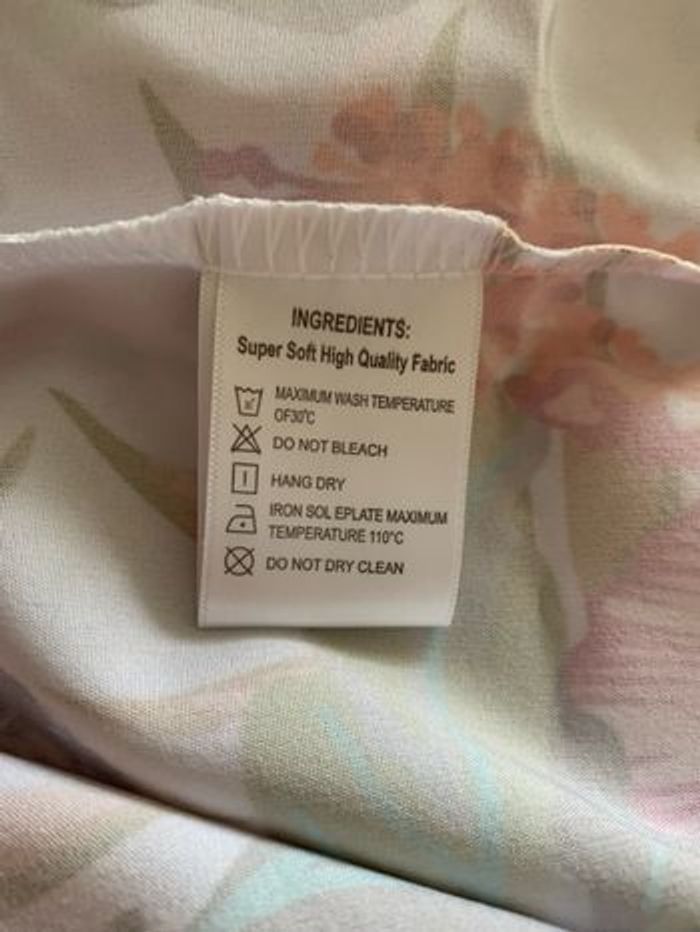 INGREDIENTS:
Super Soft High Quality Fabric
MAXIMUM WASH TEMPERATURE
OF30℃
DO NOT BLEACH
HANG DRY
IRON SOL EPLATE MAXIMUM
TEMPERATURE 110°C
DO NOT DRY CLEAN